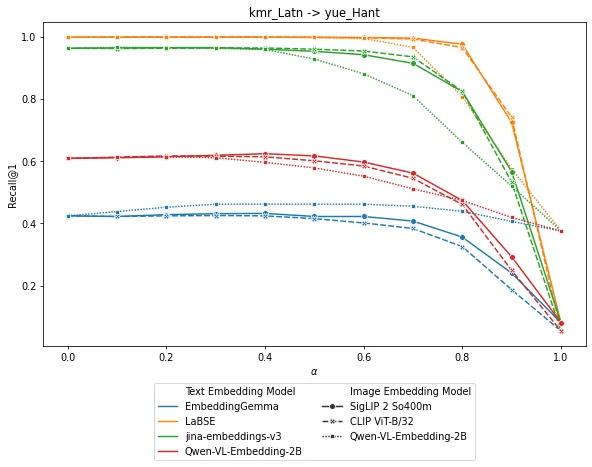 kmr_Latn -> yue_Hant
Recall@1
1.0
0.8
0.6
0.4
0.2
0.0 0.2 0.4 0.6 0.8 1.0
α
Text Embedding Model Image Embedding Model
EmbeddingGemma SigLIP 2 So400m
LaBSE CLIP ViT-B/32
jina-embeddings-v3 Qwen-VL-Embedding-2B
Qwen-VL-Embedding-2B